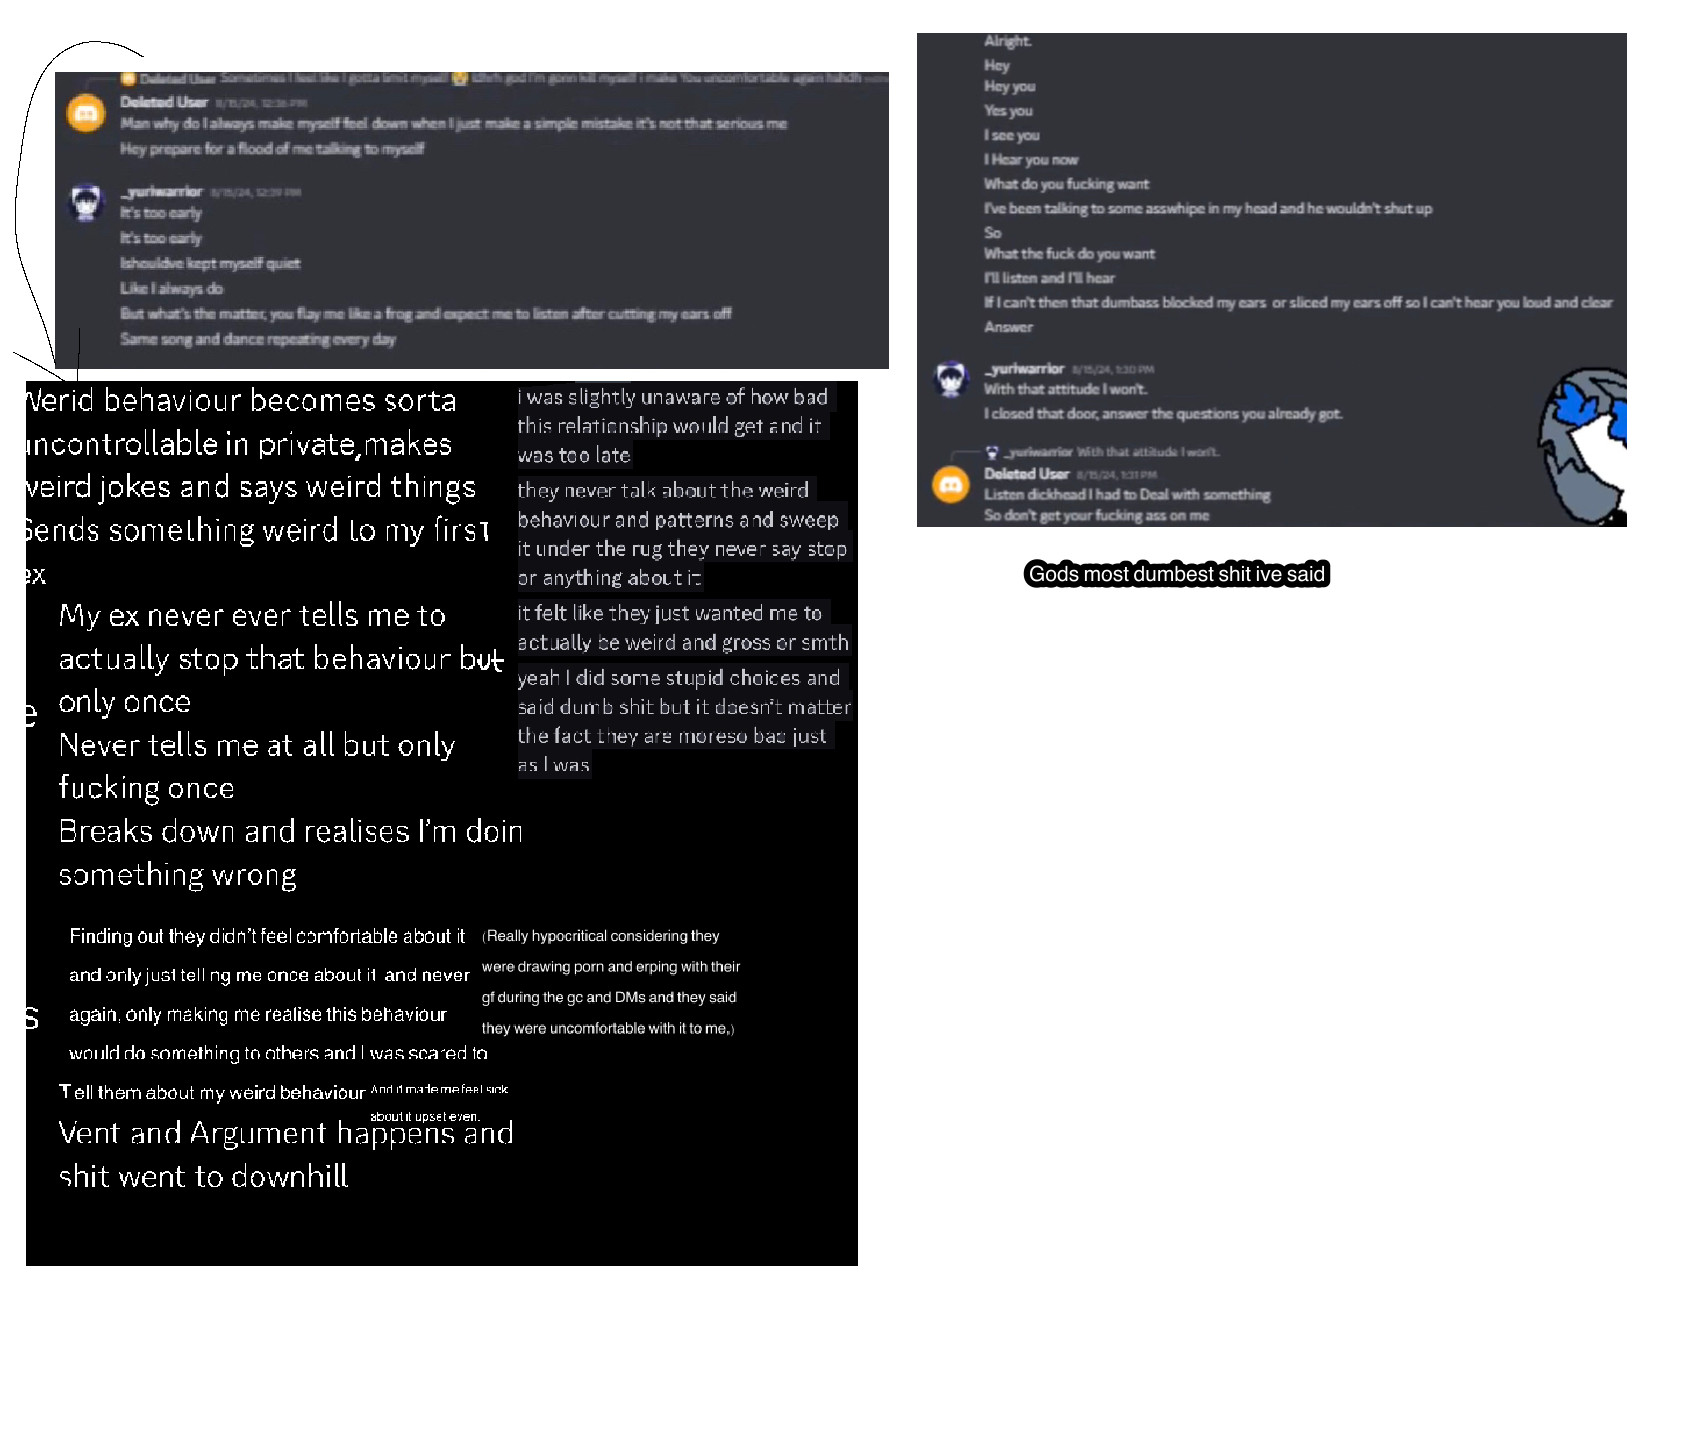 Deleted User Sometimes I feel like I gotta limit myself god I'm gonn kill myself i make You uncomfortable again
Deleted User 8/15/24, 12:36 PM
Man why do I always make myself feel down when I just make a simple mistake it's not that serious me
Hey prepare for a flood of me talking to myself
_yuriwarrior 8/15/24, 12:39 PM
It's too early
It's too early
Ishouldve kept myself quiet
Like I always do
But what's the matter, you flay me like a frog and expect me to listen after cutting my ears off
Same song and dance repeating every day
Werid behaviour becomes sorta
uncontrollable in private,makes
weird jokes and says weird things
Sends something weird to my first
ex
My ex never ever tells me to
actually stop that behaviour but
only once
e
Never tells me at all but only
fucking once
Breaks down and realises I'm doin
something wrong
Finding out they didn't feel comfortable about it
and only just telling me once about it and never
again, only making me realise this behaviour
s
would do something to others and I was scared to
Tell them about my weird behaviour
And it made me feel sick
about it upset even.
Vent and Argument happens and
shit went to downhill
i was slightly unaware of how bad
this relationship would get and it
was too late
they never talk about the weird
behaviour and patterns and sweep
it under the rug they never say stop
or anything about it
it felt like they just wanted me to
actually be weird and gross or smth
yeah I did some stupid choices and
said dumb shit but it doesn't matter
the fact they are moreso bad just
as I was
(Really hypocritical considering they
were drawing porn and erping with their
gf during the gc and DMs and they said
they were uncomfortable with it to me,)
Alright.
Hey
Hey you
Yes you
I see you
I Hear you now
What do you fucking want
I've been talking to some asswhipe in my head and he wouldn't shut up
So
What the fuck do you want
I'll listen and I'll hear
If I can't then that dumbass blocked my ears or sliced my ears off so I can't hear you loud and clear
Answer
_yuriwarrior 8/15/24, 1:30 PM
With that attitude I won't.
I closed that door, answer the questions you already got.
_yuriwarrior With that attitude I won't.
Deleted User 8/15/24, 1:31 PM
Listen dickhead I had to Deal with something
So don't get your fucking ass on me
Gods most dumbest shit ive said